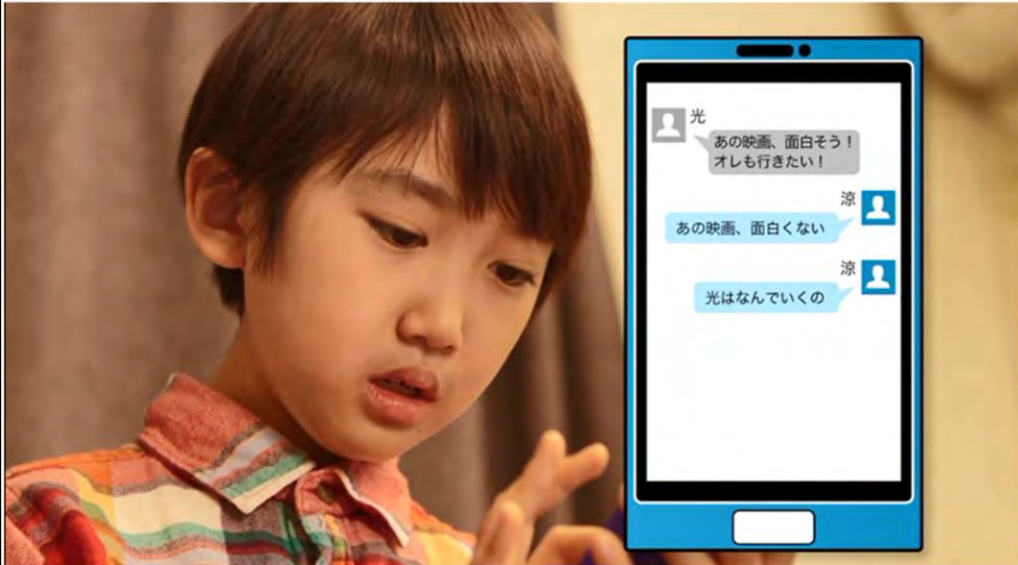 光
あの映画、面白そう！
オレも行きたい！
涼
あの映画、面白くない
涼
光はなんでいくの